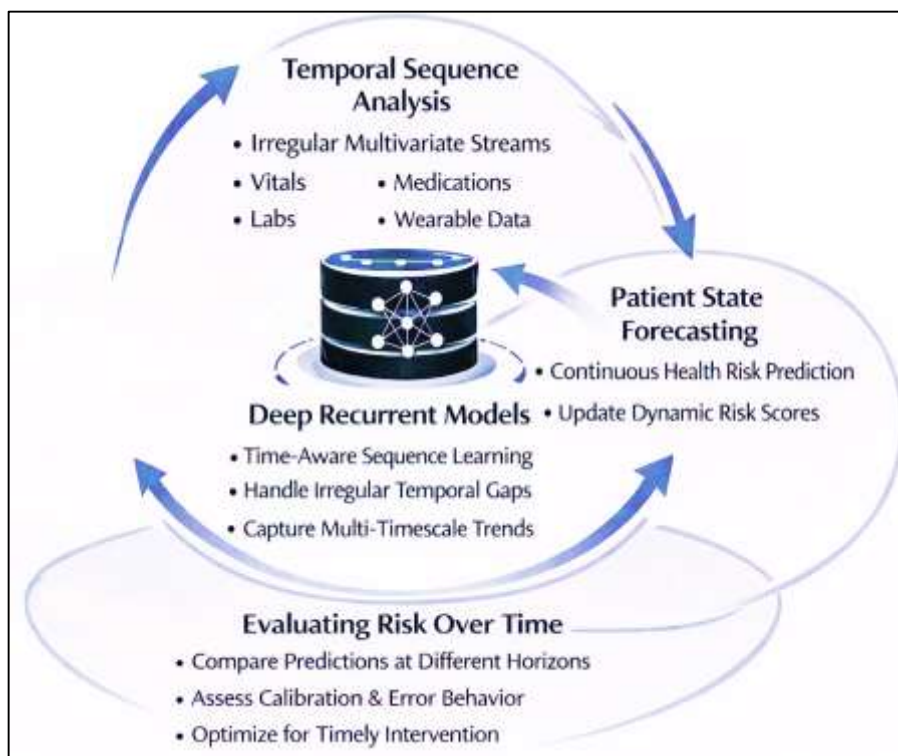 Temporal Sequence
Analysis
• Irregular Multivariate Streams
• Vitals • Medications
• Labs • Wearable Data
Patient State
Forecasting
• Continuous Health Risk Prediction
• Update Dynamic Risk Scores
Deep Recurrent Models
• Time-Aware Sequence Learning
• Handle Irregular Temporal Gaps
• Capture Multi-Timescale Trends
Evaluating Risk Over Time
• Compare Predictions at Different Horizons
• Assess Calibration & Error Behavior
• Optimize for Timely Intervention